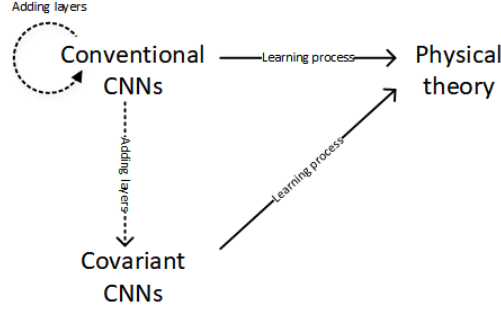 Adding layers
Conventional
CNNs
Learning process
Physical
theory
Adding layers
Learning process
Covariant
CNNs